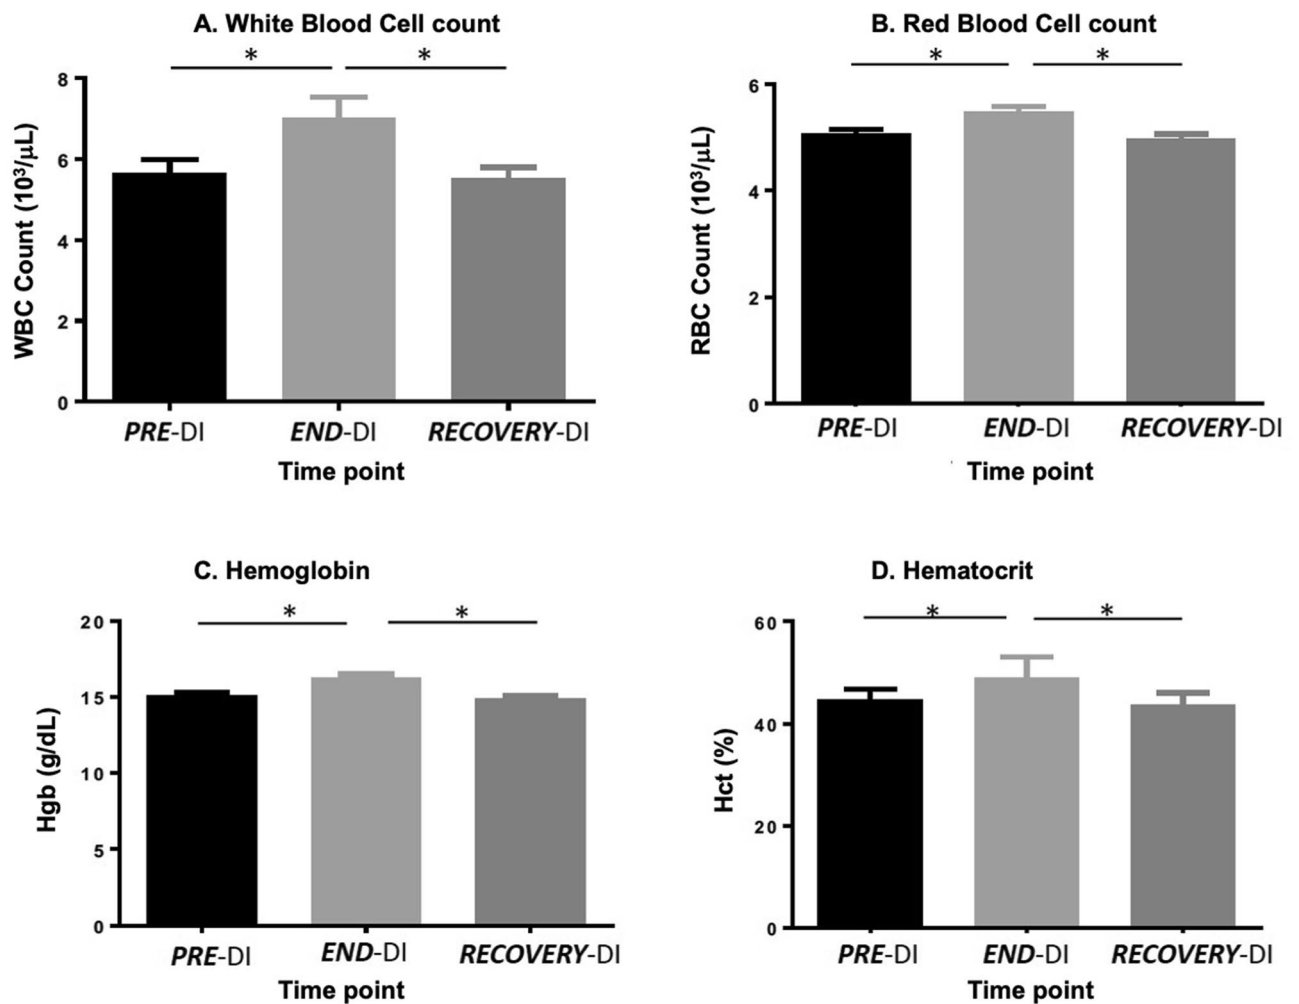 A. White Blood Cell count
*
*
WBC Count (10³/µL)
8
6
4
2
0
PRE-DI
END-DI
RECOVERY-DI
Time point
B. Red Blood Cell count
*
*
RBC Count (10³/µL)
6
4
2
0
PRE-DI
END-DI
RECOVERY-DI
Time point
C. Hemoglobin
*
*
Hgb (g/dL)
20
15
10
5
0
PRE-DI
END-DI
RECOVERY-DI
Time point
D. Hematocrit
*
*
Hct (%)
60
40
20
0
PRE-DI
END-DI
RECOVERY-DI
Time point